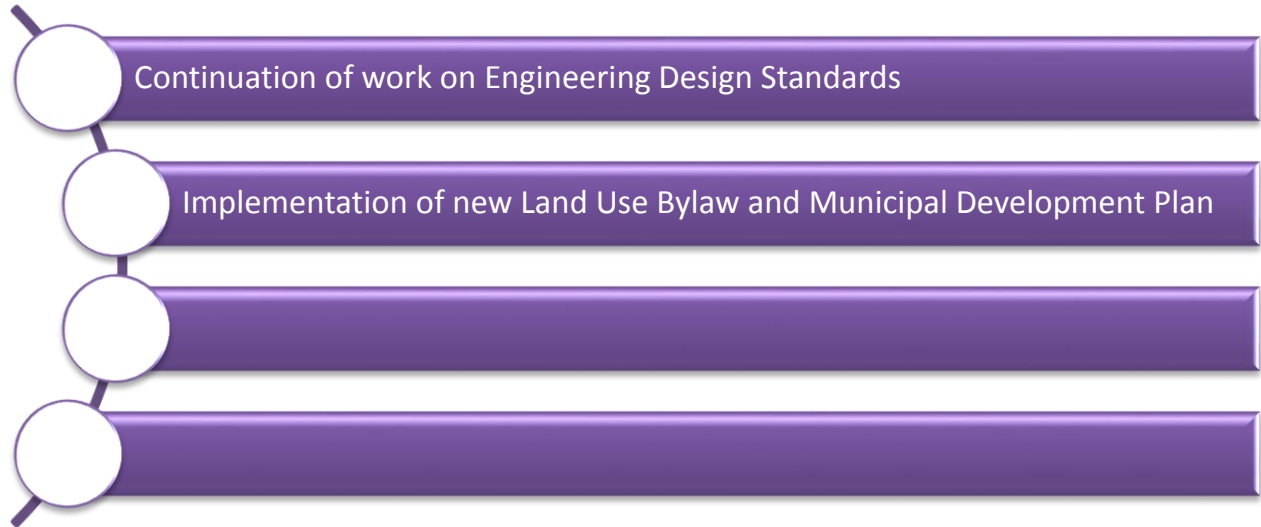 Continuation of work on Engineering Design Standards
Implementation of new Land Use Bylaw and Municipal Development Plan